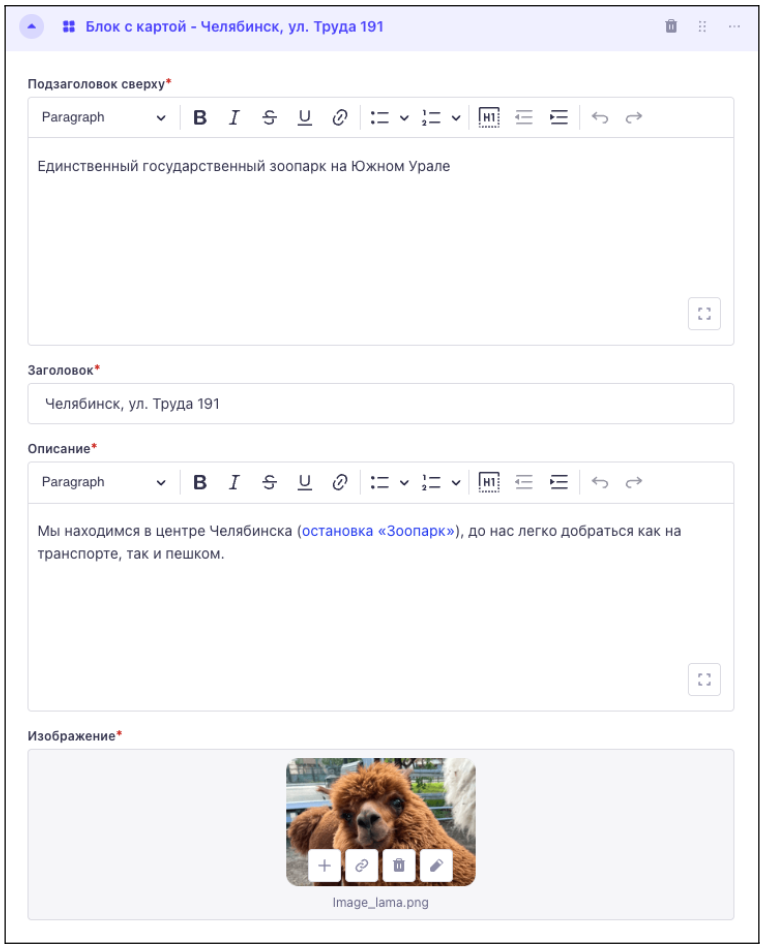 Блок с картой - Челябинск, ул. Труда 191
Подзаголовок сверху*
Paragraph B I S U H1
Единственный государственный зоопарк на Южном Урале
Заголовок*
Челябинск, ул. Труда 191
Описание*
Paragraph B I S U H1
Мы находимся в центре Челябинска (остановка «Зоопарк»), до нас легко добраться как на
транспорте, так и пешком.
Изображение*
Image_lama.png